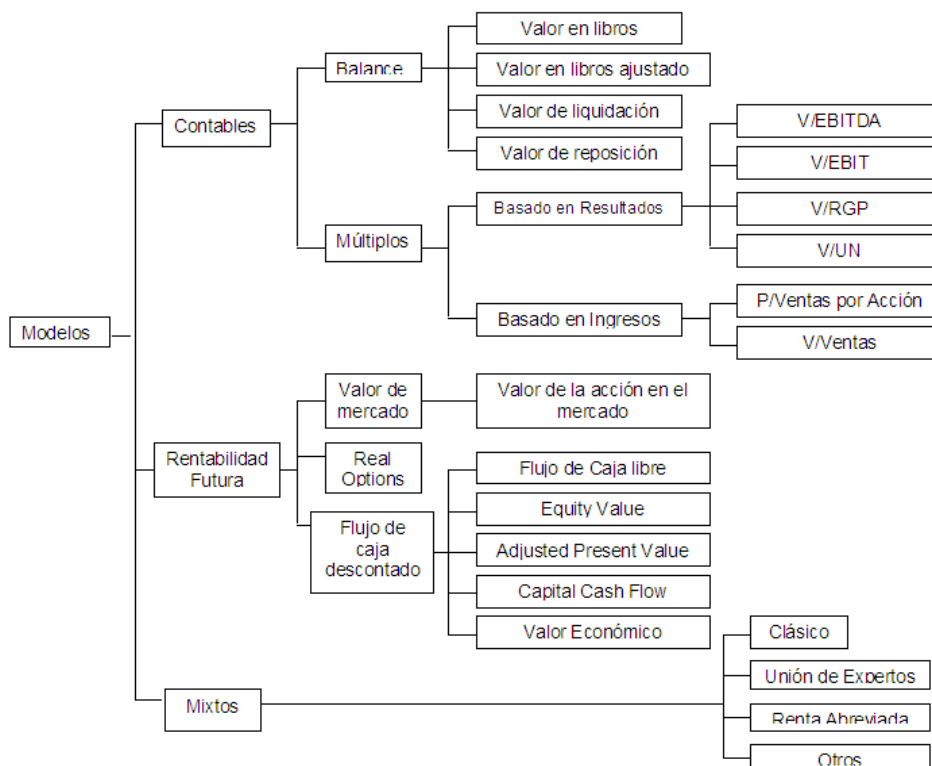 Modelos
Contables
Balance
Valor en libros
Valor en libros ajustado
Valor de liquidación
Valor de reposición
Múltiplos
Basado en Resultados
V/EBITDA
V/EBIT
V/RGP
V/UN
Basado en Ingresos
P/Ventas por Acción
V/Ventas
Rentabilidad
Futura
Valor de
mercado
Valor de la acción en el
mercado
Real
Options
Flujo de
caja
descontado
Flujo de Caja libre
Equity Value
Adjusted Present Value
Capital Cash Flow
Valor Económico
Mixtos
Clásico
Unión de Expertos
Renta Abreviada
Otros